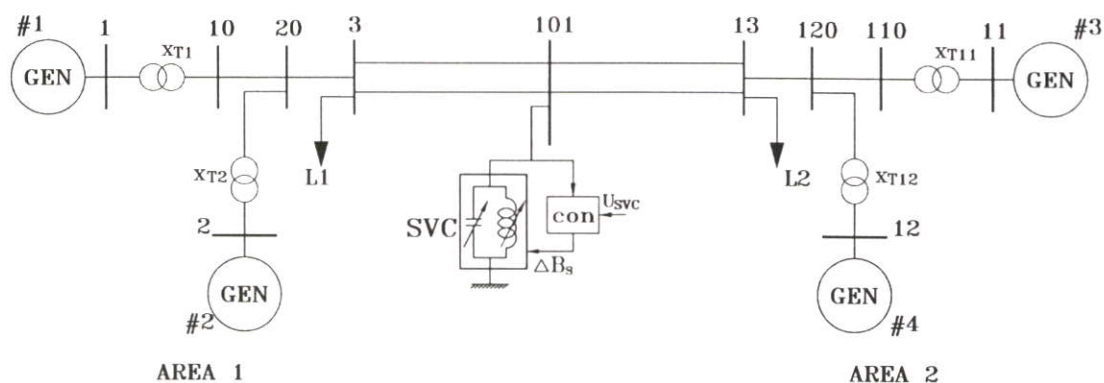 #1 1 XT1 10 20 3 101 13 120 110 XT11 11 #3
GEN GEN
L1 L2
XT2 XT12
SVC con USVC
2 12
ΔBs
GEN GEN
#2 #4
AREA 1 AREA 2